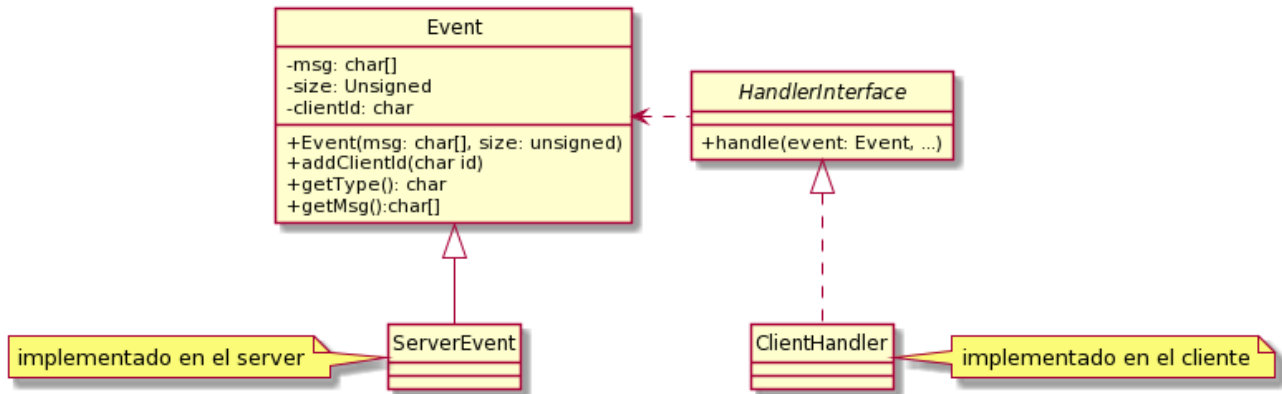 Event
-msg: char[]
-size: Unsigned
-clientId: char
+Event(msg: char[], size: unsigned)
+addClientId(char id)
+getType(): char
+getMsg():char[]
HandlerInterface
+handle(event: Event, ...)
implementado en el server
ServerEvent
ClientHandler
implementado en el cliente